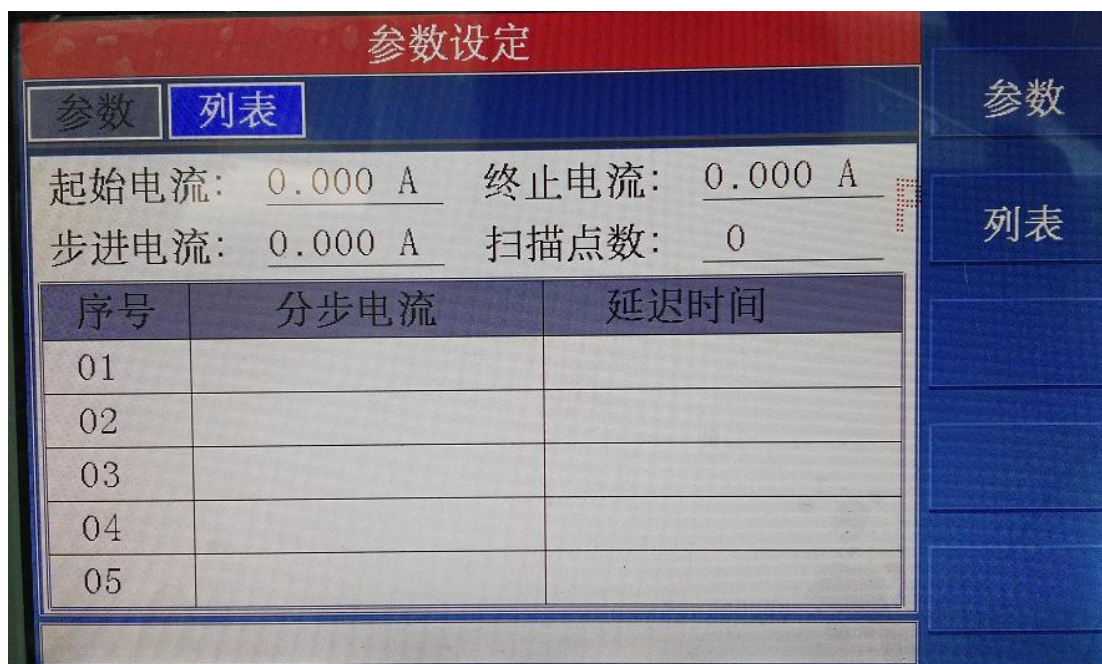 参数设定
参数 列表
起始电流: 0.000 A 终止电流: 0.000 A
步进电流: 0.000 A 扫描点数: 0
序号 分步电流 延迟时间
01
02
03
04
05
参数
列表